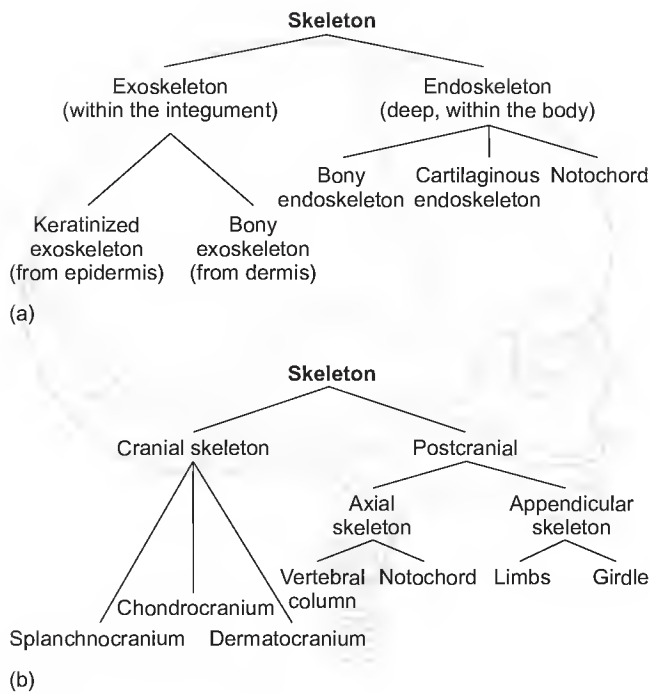 Skeleton
Exoskeleton
(within the integument)
Endoskeleton
(deep, within the body)
Bony
endoskeleton
Cartilaginous
endoskeleton
Notochord
Keratinized
exoskeleton
(from epidermis)
Bony
exoskeleton
(from dermis)
(a)
Skeleton
Cranial skeleton
Postcranial
Axial
skeleton
Appendicular
skeleton
Vertebral
column
Notochord
Limbs
Girdle
Chondrocranium
Splanchnocranium
Dermatocranium
(b)